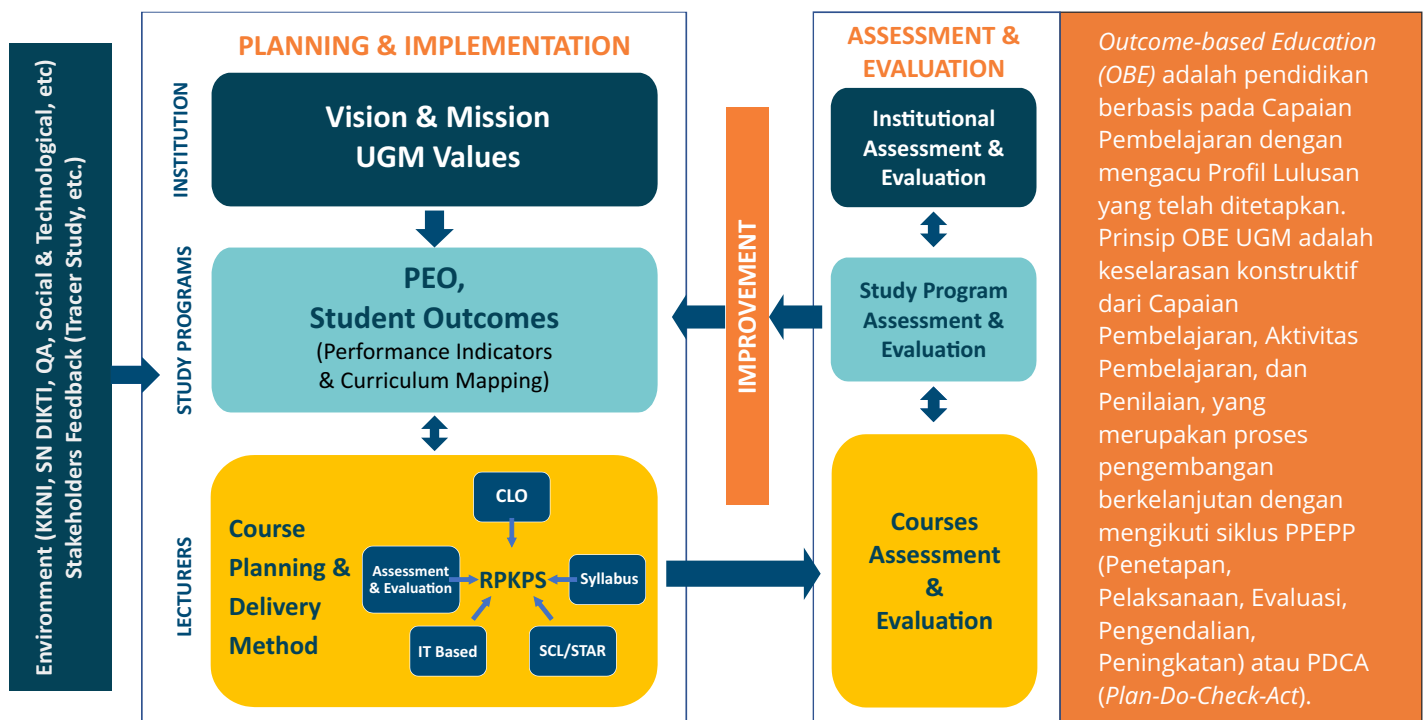 Environment (KKNI, SN DIKTI, QA, Social & Technological, etc)
Stakeholders Feedback (Tracer Study, etc.)
PLANNING & IMPLEMENTATION
INSTITUTION
Vision & Mission
UGM Values
STUDY PROGRAMS
PEO,
Student Outcomes
(Performance Indicators
& Curriculum Mapping)
LECTURERS
Course
Planning &
Delivery
Method
CLO
Assessment
& Evaluation
RPKPS
Syllabus
IT Based
SCL/STAR
IMPROVEMENT
ASSESSMENT &
EVALUATION
Institutional
Assessment &
Evaluation
Study Program
Assessment &
Evaluation
Courses
Assessment
&
Evaluation
Outcome-based Education
(OBE) adalah pendidikan
berbasis pada Capaian
Pembelajaran dengan
mengacu Profil Lulusan
yang telah ditetapkan.
Prinsip OBE UGM adalah
keselarasan konstruktif
dari Capaian
Pembelajaran, Aktivitas
Pembelajaran, dan
Penilaian, yang
merupakan proses
pengembangan
berkelanjutan dengan
mengikuti siklus PPEPP
(Penetapan,
Pelaksanaan, Evaluasi,
Pengendalian,
Peningkatan) atau PDCA
(Plan-Do-Check-Act).